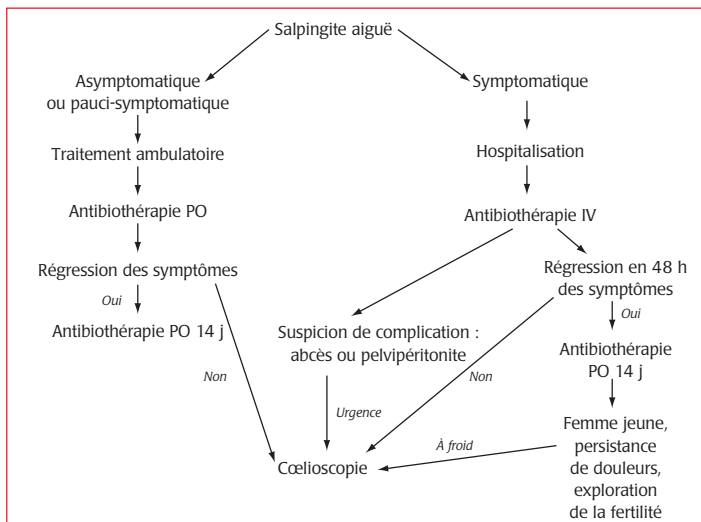 Salpingite aiguë
Asymptomatique
ou pauci-symptomatique
Symptomatique
Traitement ambulatoire
Hospitalisation
Antibiothérapie PO
Antibiothérapie IV
Régression des symptômes
Régression en 48 h
des symptômes
Oui
Oui
Antibiothérapie PO 14 j
Suspicion de complication :
abcès ou pelvipéritonite
Antibiothérapie
PO 14 j
Non
Non
Urgence
Femme jeune,
persistance
de douleurs,
exploration
de la fertilité
À froid
Cœlioscopie